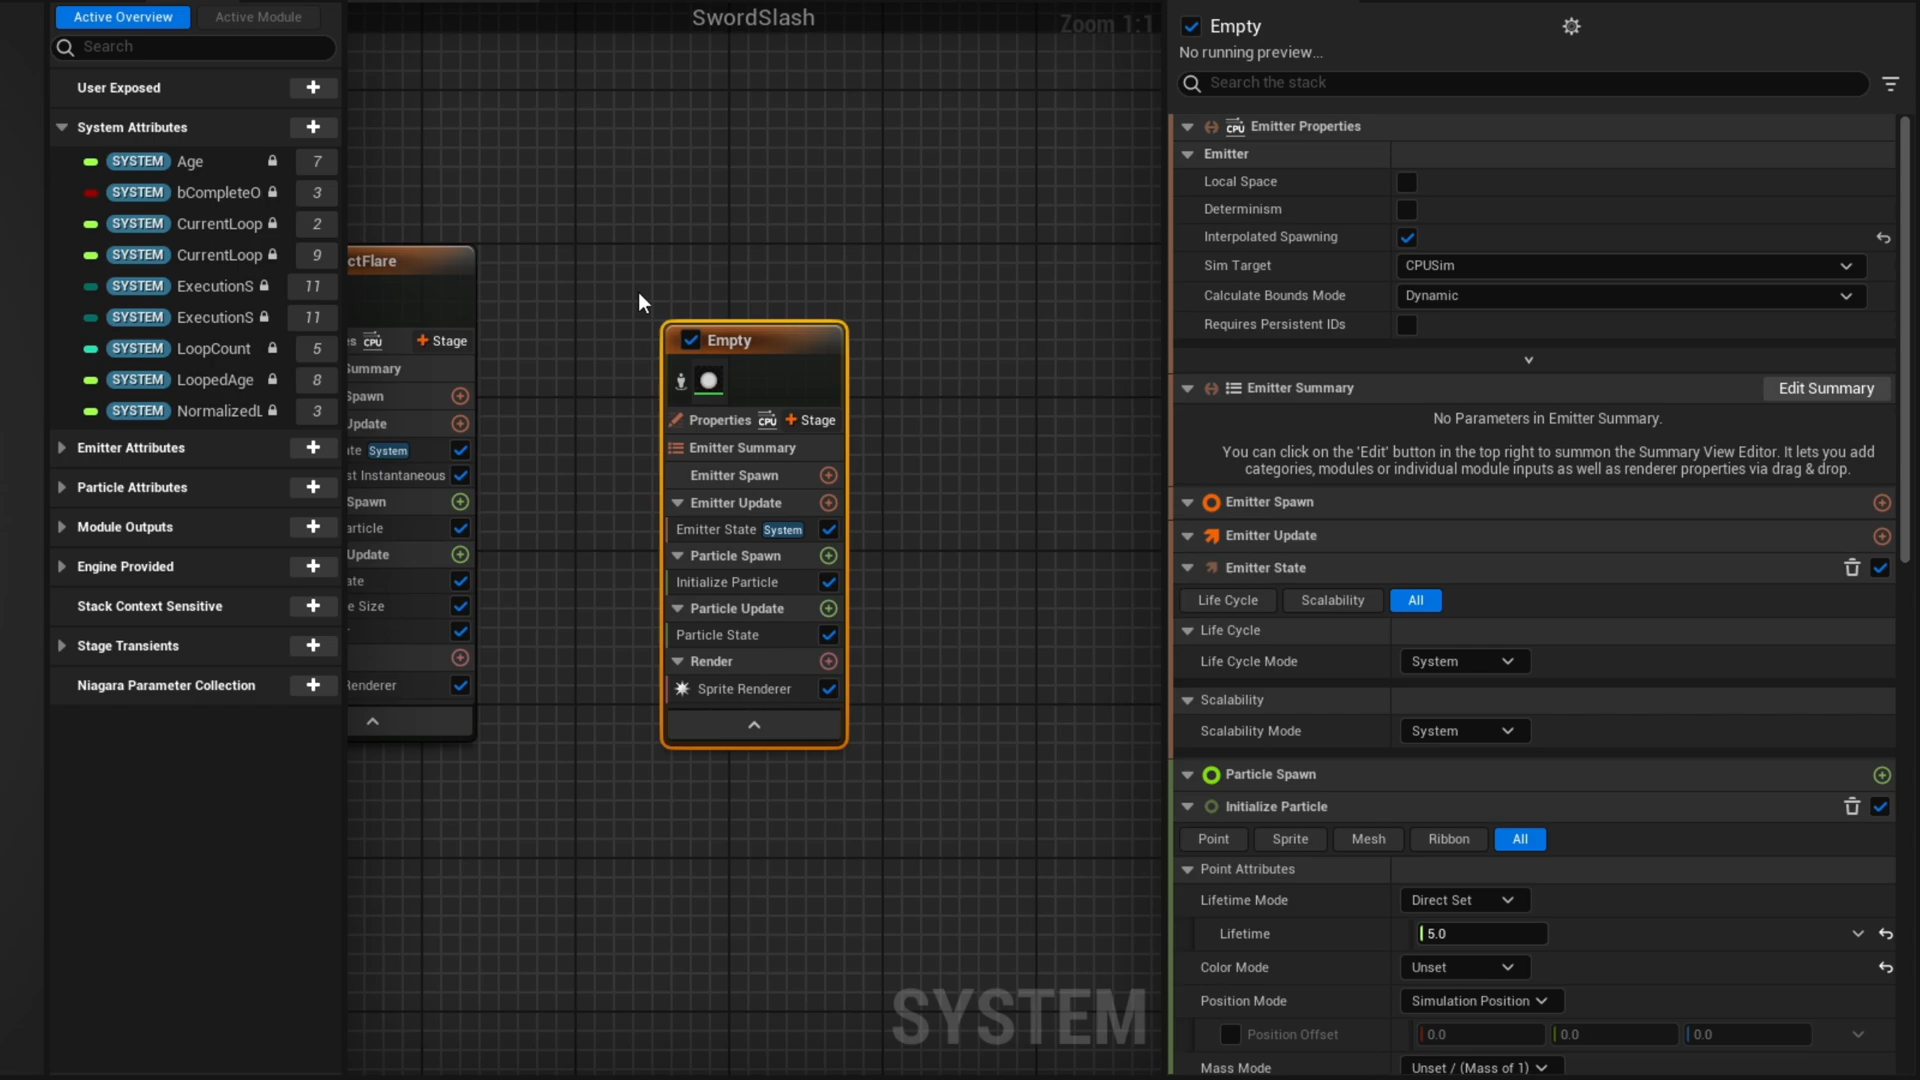 Active Overview
Active Module
Search
User Exposed
System Attributes
SYSTEM Age 7
SYSTEM bCompleteO 3
SYSTEM CurrentLoop 2
SYSTEM CurrentLoop 9
SYSTEM ExecutionS 11
SYSTEM ExecutionS 11
SYSTEM LoopCount 5
SYSTEM LoopedAge 8
SYSTEM NormalizedL 3
Emitter Attributes
Particle Attributes
Module Outputs
Engine Provided
Stack Context Sensitive
Stage Transients
Niagara Parameter Collection
SwordSlash
Zoom 1:1
ctFlare
es CPU + Stage
Summary
Spawn
Update
ate System
st Instantaneous
Spawn
article
Update
ate
e Size
Renderer
Empty
Properties CPU + Stage
Emitter Summary
Emitter Spawn
Emitter Update
Emitter State System
Particle Spawn
Initialize Particle
Particle Update
Particle State
Render
Sprite Renderer
SYSTEM
Empty
No running preview...
Search the stack
CPU Emitter Properties
Emitter
Local Space
Determinism
Interpolated Spawning
Sim Target CPUSim
Calculate Bounds Mode Dynamic
Requires Persistent IDs
Emitter Summary Edit Summary
No Parameters in Emitter Summary.
You can click on the 'Edit' button in the top right to summon the Summary View Editor. It lets you add
categories, modules or individual module inputs as well as renderer properties via drag & drop.
Emitter Spawn
Emitter Update
Emitter State
Life Cycle Scalability All
Life Cycle
Life Cycle Mode System
Scalability
Scalability Mode System
Particle Spawn
Initialize Particle
Point Sprite Mesh Ribbon All
Point Attributes
Lifetime Mode Direct Set
Lifetime 5.0
Color Mode Unset
Position Mode Simulation Position
Position Offset 0.0 0.0 0.0
Mass Mode Unset / (Mass of 1)